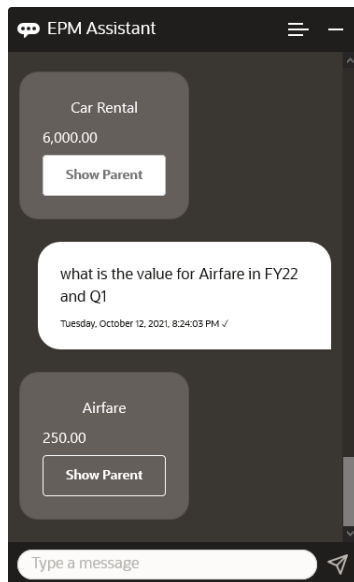 EPM Assistant
Car Rental
6,000.00
Show Parent
what is the value for Airfare in FY22
and Q1
Tuesday, October 12, 2021, 8:24:03 PM ✓
Airfare
250.00
Show Parent
Type a message